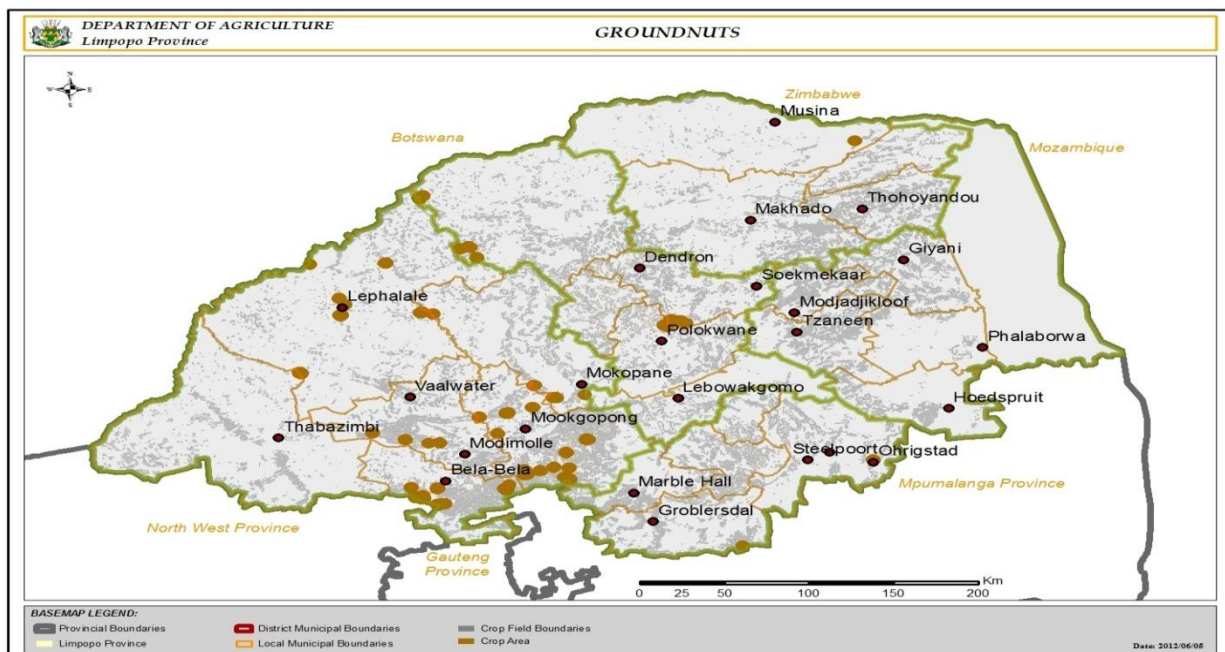 DEPARTMENT OF AGRICULTURE
Limpopo Province
GROUNDNUTS
N
W E
S
Zimbabwe
Musina
Botswana
Mozambique
Thohoyandou
Makhado
Giyani
Dendron
Soekmekaar
Lephalale
Modjadjikloof
Tzaneen
Polokwane
Phalaborwa
Mokopane
Vaalwater
Lebowakgomo
Hoedspruit
Mookgopong
Thabazimbi
Modimolle
Steelpoort
Ohrigstad
Bela-Bela
Marble Hall
Mpumalanga Province
Groblersdal
North West Province
Gauteng
Province
Km
0 25 50 100 150 200
BASEMAP LEGEND:
Provincial Boundaries
District Municipal Boundaries
Crop Field Boundaries
Limpopo Province
Local Municipal Boundaries
Crop Area
Date: 2012/06/05